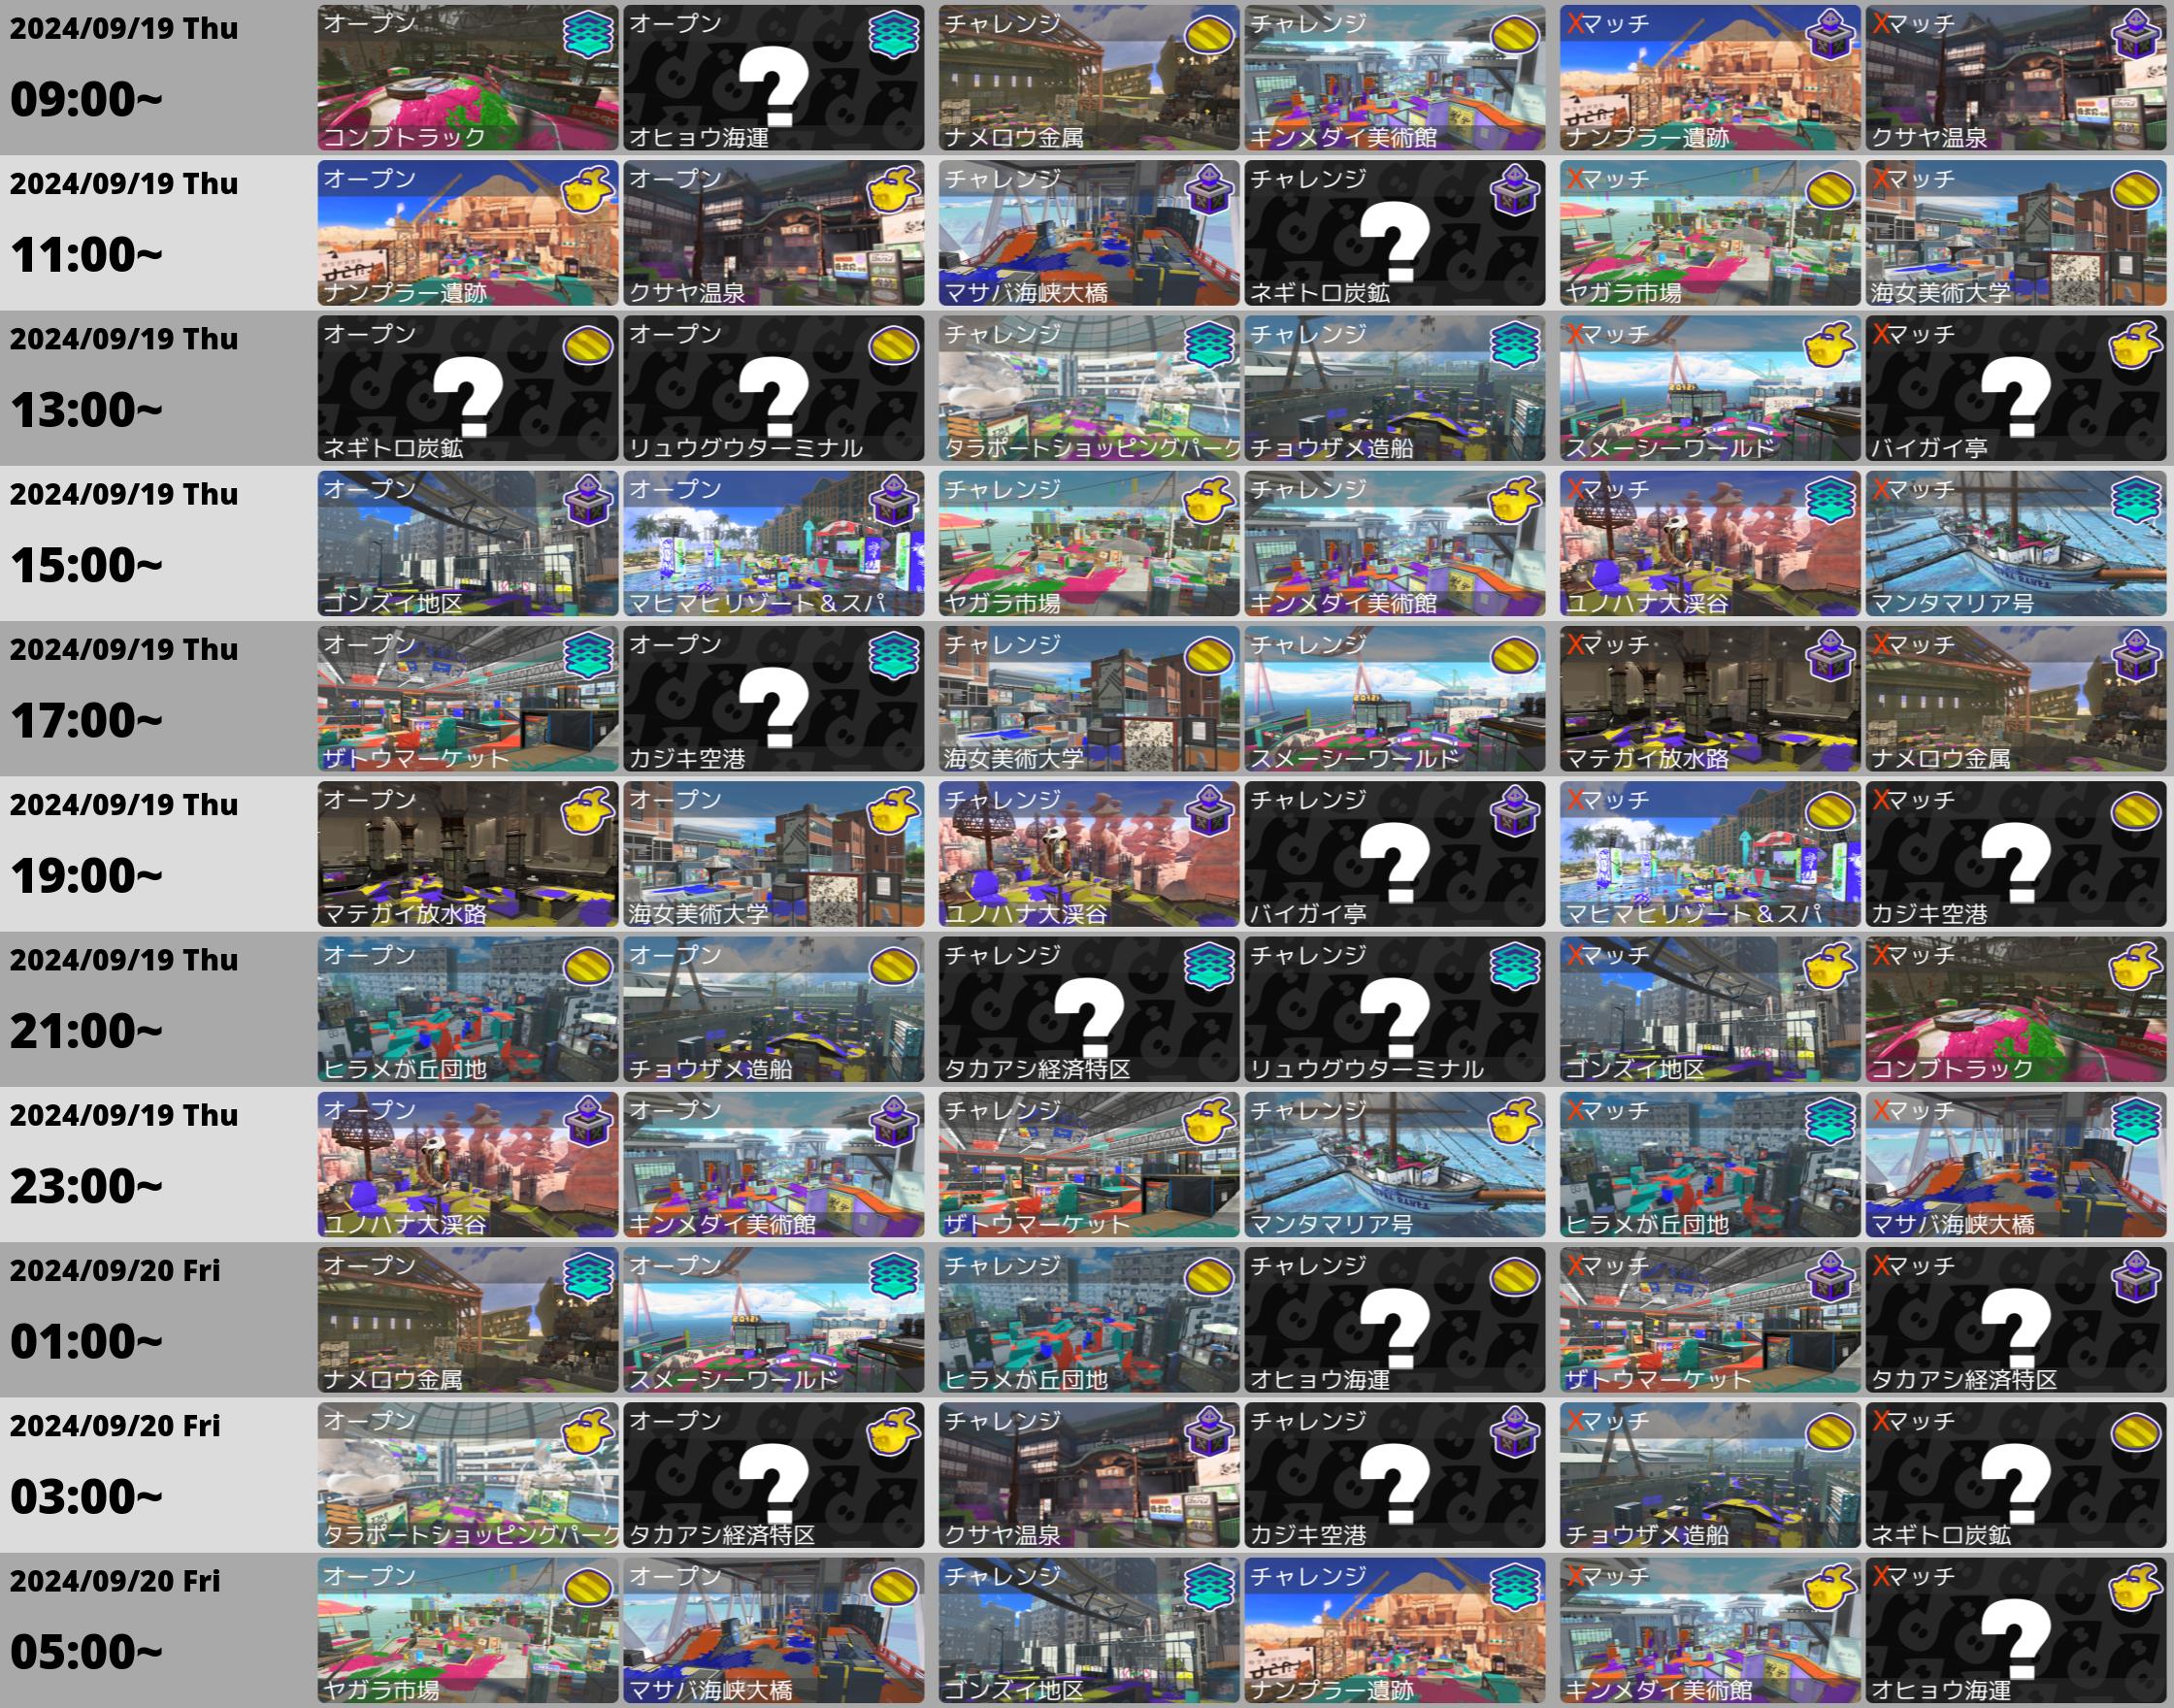 2024/09/19 Thu
09:00~
オープン
コンブトラック
オープン
オヒョウ海運
チャレンジ
ナメロウ金属
チャレンジ
キンメダイ美術館
Xマッチ
ナンプラー遺跡
Xマッチ
クサヤ温泉
2024/09/19 Thu
11:00~
オープン
ナンプラー遺跡
オープン
クサヤ温泉
チャレンジ
マサバ海峡大橋
チャレンジ
ネギトロ炭鉱
Xマッチ
ヤガラ市場
Xマッチ
海女美術大学
2024/09/19 Thu
13:00~
オープン
ネギトロ炭鉱
オープン
リュウグウターミナル
チャレンジ
タラポートショッピングパーク
チャレンジ
チョウザメ造船
Xマッチ
スメーシーワールド
Xマッチ
バイガイ亭
2024/09/19 Thu
15:00~
オープン
ゴンズイ地区
オープン
マヒマヒリゾート&スパ
チャレンジ
ヤガラ市場
チャレンジ
キンメダイ美術館
Xマッチ
ユノハナ大渓谷
Xマッチ
マンタマリア号
2024/09/19 Thu
17:00~
オープン
ザトウマーケット
オープン
カジキ空港
チャレンジ
海女美術大学
チャレンジ
スメーシーワールド
Xマッチ
マテガイ放水路
Xマッチ
ナメロウ金属
2024/09/19 Thu
19:00~
オープン
マテガイ放水路
オープン
海女美術大学
チャレンジ
ユノハナ大渓谷
チャレンジ
バイガイ亭
Xマッチ
マヒマヒリゾート&スパ
Xマッチ
カジキ空港
2024/09/19 Thu
21:00~
オープン
ヒラメが丘団地
オープン
チョウザメ造船
チャレンジ
タカアシ経済特区
チャレンジ
リュウグウターミナル
Xマッチ
ゴンズイ地区
Xマッチ
コンブトラック
2024/09/19 Thu
23:00~
オープン
ユノハナ大渓谷
オープン
キンメダイ美術館
チャレンジ
ザトウマーケット
チャレンジ
マンタマリア号
Xマッチ
ヒラメが丘団地
Xマッチ
マサバ海峡大橋
2024/09/20 Fri
01:00~
オープン
ナメロウ金属
オープン
スメーシーワールド
チャレンジ
ヒラメが丘団地
チャレンジ
オヒョウ海運
Xマッチ
ザトウマーケット
Xマッチ
タカアシ経済特区
2024/09/20 Fri
03:00~
オープン
タラポートショッピングパーク
オープン
タカアシ経済特区
チャレンジ
クサヤ温泉
チャレンジ
カジキ空港
Xマッチ
チョウザメ造船
Xマッチ
ネギトロ炭鉱
2024/09/20 Fri
05:00~
オープン
ヤガラ市場
オープン
マサバ海峡大橋
チャレンジ
ゴンズイ地区
チャレンジ
ナンプラー遺跡
Xマッチ
キンメダイ美術館
Xマッチ
オヒョウ海運